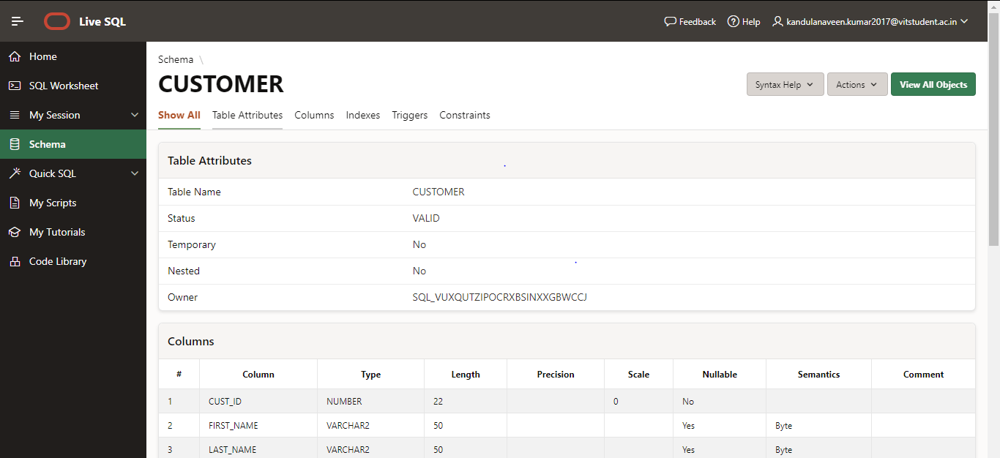 Live SQL
Feedback Help kandulanaveen.kumar2017@vitstudent.ac.in
Home
SQL Worksheet
My Session
Schema
Quick SQL
My Scripts
My Tutorials
Code Library
Schema \
CUSTOMER
Syntax Help Actions View All Objects
Show All Table Attributes Columns Indexes Triggers Constraints
Table Attributes
Table Name CUSTOMER
Status VALID
Temporary No
Nested No
Owner SQL_VUXQUTZIPOCRXBSINXXGBWCCJ
Columns
# Column Type Length Precision Scale Nullable Semantics Comment
1 CUST_ID NUMBER 22 0 No
2 FIRST_NAME VARCHAR2 50 Yes Byte
3 LAST_NAME VARCHAR2 50 Yes Byte